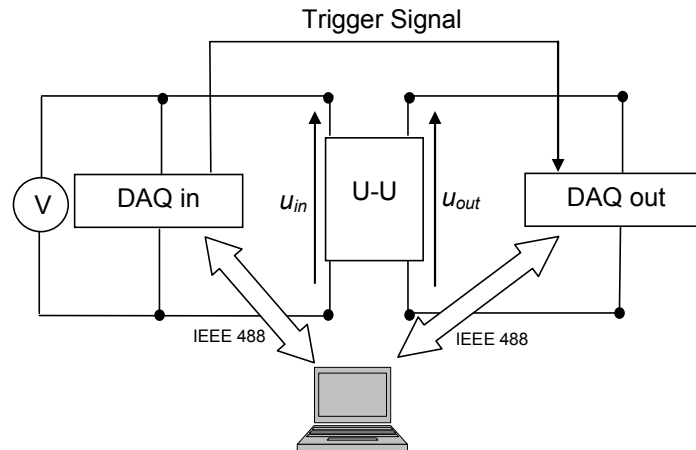 Trigger Signal
V
DAQ in
u_in
U-U
u_out
DAQ out
IEEE 488
IEEE 488